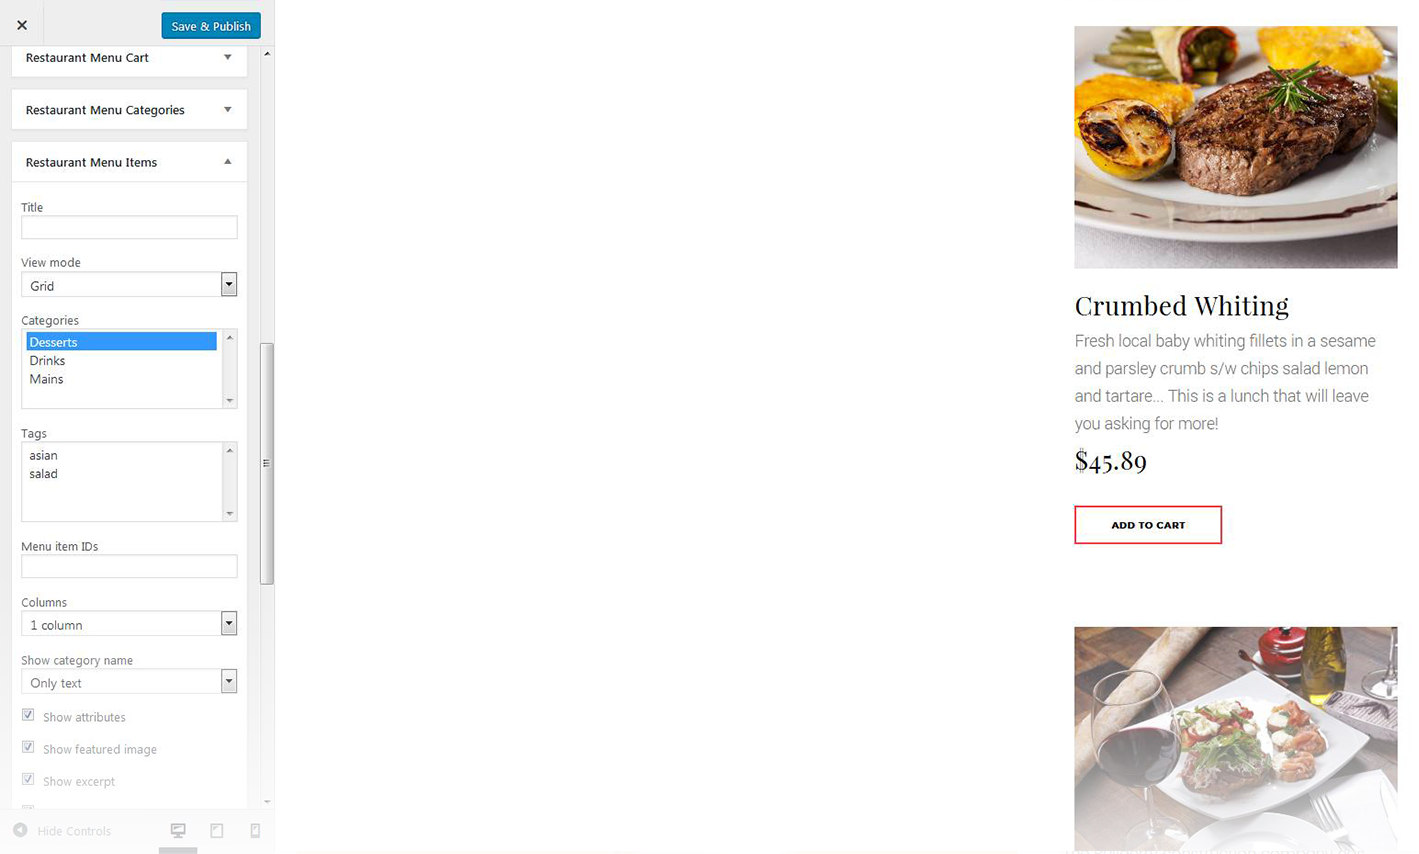 Save & Publish
Restaurant Menu Cart
Restaurant Menu Categories
Restaurant Menu Items
Title
View mode
Grid
Categories
Desserts
Drinks
Mains
Tags
asian
salad
Menu item IDs
Columns
1 column
Show category name
Only text
Show attributes
Show featured image
Show excerpt
Hide Controls
Crumbed Whiting
Fresh local baby whiting fillets in a sesame
and parsley crumb s/w chips salad lemon
and tartare... This is a lunch that will leave
you asking for more!
$45.89
ADD TO CART